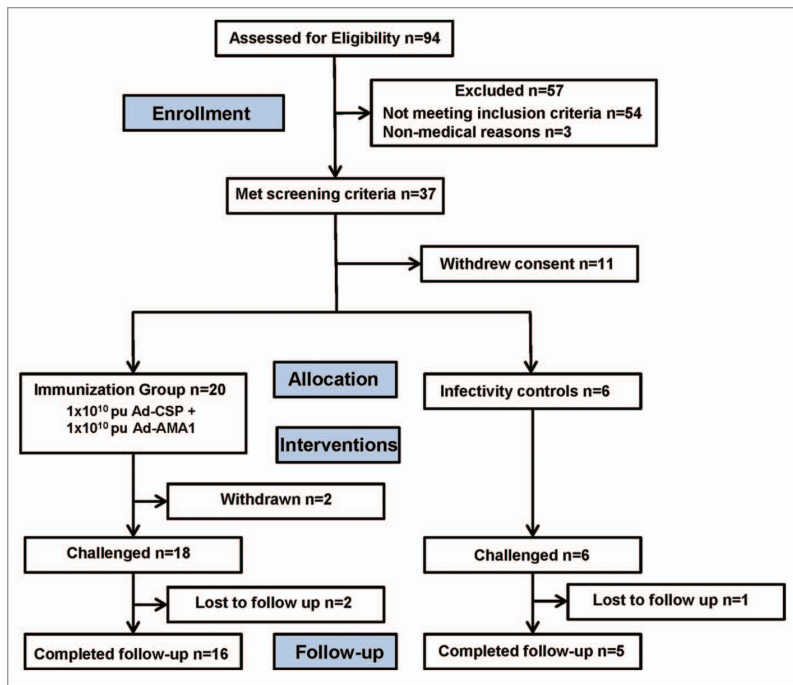 Assessed for Eligibility n=94
Excluded n=57
Not meeting inclusion criteria n=54
Non-medical reasons n=3
Enrollment
Met screening criteria n=37
Withdrew consent n=11
Allocation
Immunization Group n=20
1x10¹⁰ pu Ad-CSP +
1x10¹⁰ pu Ad-AMA1
Infectivity controls n=6
Interventions
Withdrawn n=2
Challenged n=18
Challenged n=6
Lost to follow up n=2
Lost to follow up n=1
Completed follow-up n=16
Follow-up
Completed follow-up n=5